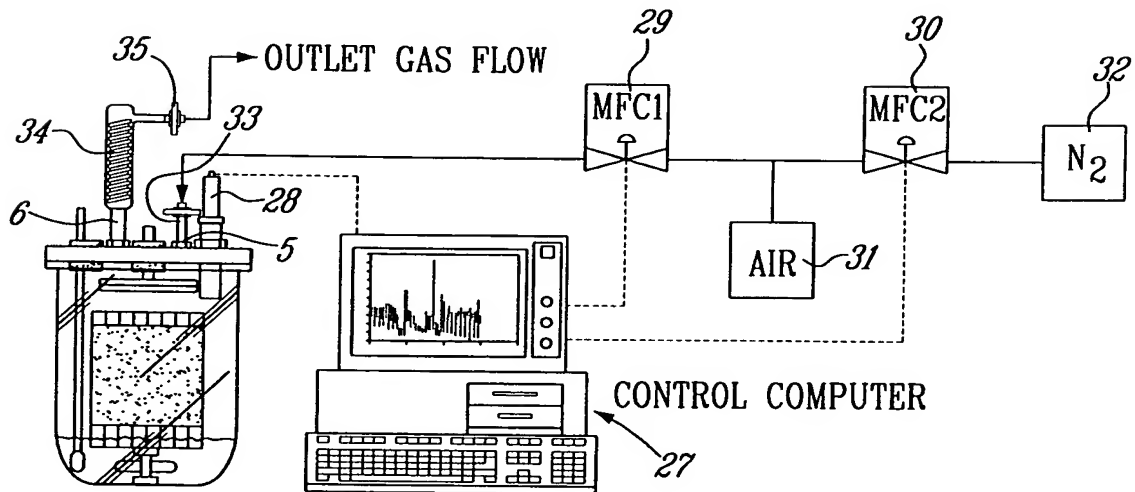 29
30
35
OUTLET GAS FLOW
MFC1
MFC2
32
34
33
N2
6
28
5
AIR
31
CONTROL COMPUTER
27